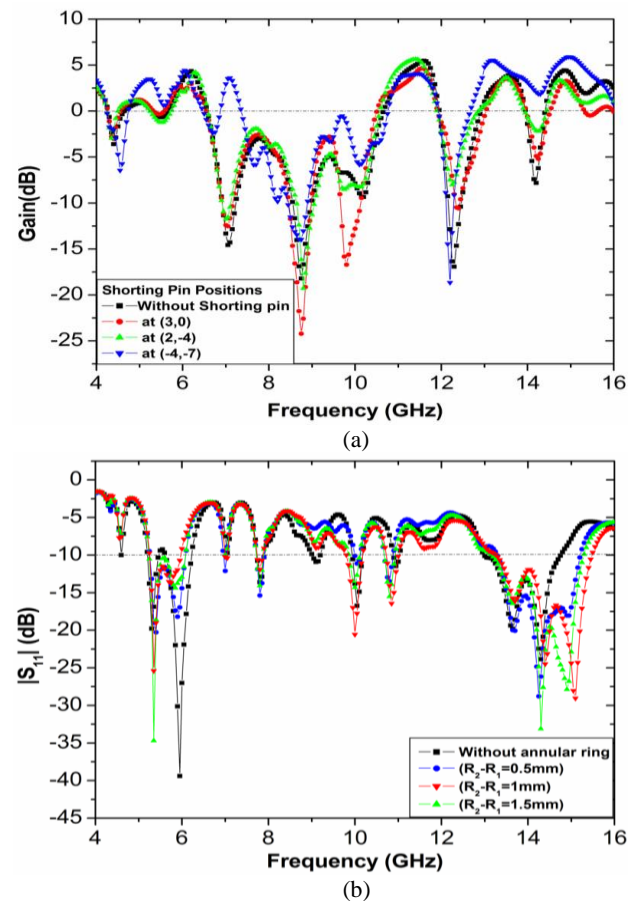 10
5
0
-5
-10
-15
-20
-25
Gain(dB)
Shorting Pin Positions
Without Shorting pin
at (3,0)
at (2,-4)
at (-4,-7)
4 6 8 10 12 14 16
Frequency (GHz)
(a)
0
-5
-10
-15
-20
-25
-30
-35
-40
-45
|S11| (dB)
Without annular ring
(R2-R1=0.5mm)
(R2-R1=1mm)
(R2-R1=1.5mm)
4 6 8 10 12 14 16
Frequency (GHz)
(b)